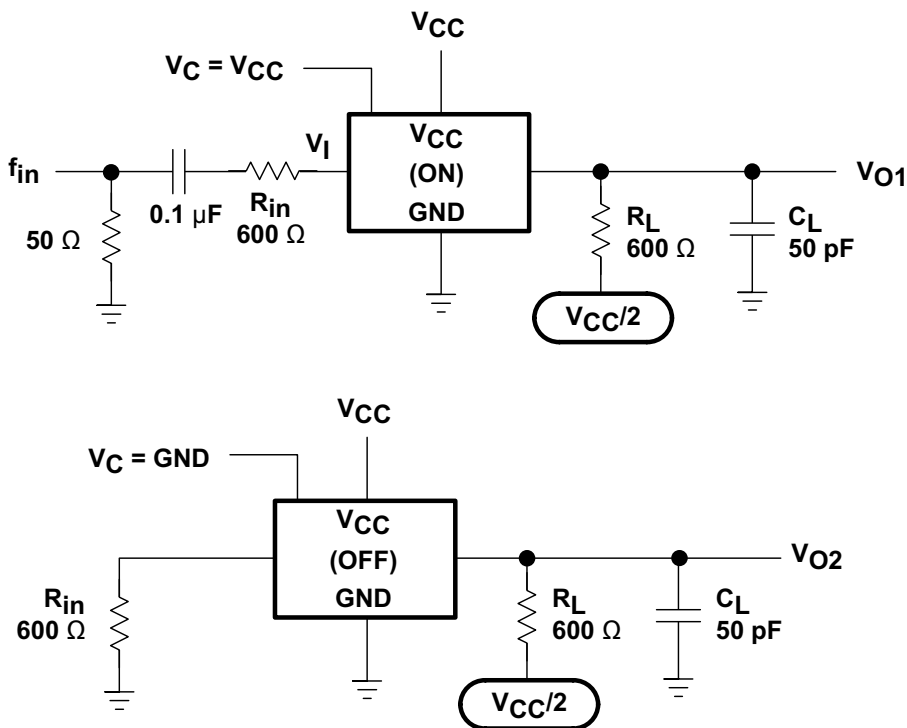 VCC
VC = VCC
VI
VCC
(ON)
GND
fin
0.1 μF
Rin
600 Ω
50 Ω
RL
600 Ω
CL
50 pF
VO1
VCC/2
VCC
VC = GND
VCC
(OFF)
GND
Rin
600 Ω
RL
600 Ω
CL
50 pF
VO2
VCC/2